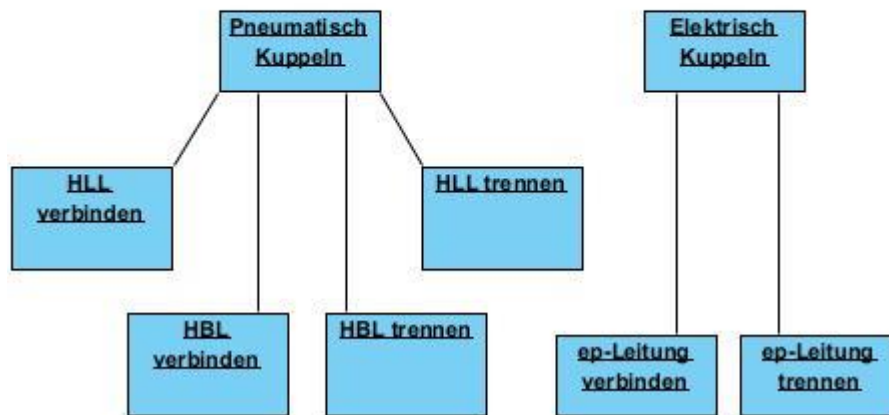 Pneumatisch
Kuppeln
Elektrisch
Kuppeln
HLL
verbinden
HLL trennen
HBL
verbinden
HBL trennen
ep-Leitung
verbinden
ep-Leitung
trennen